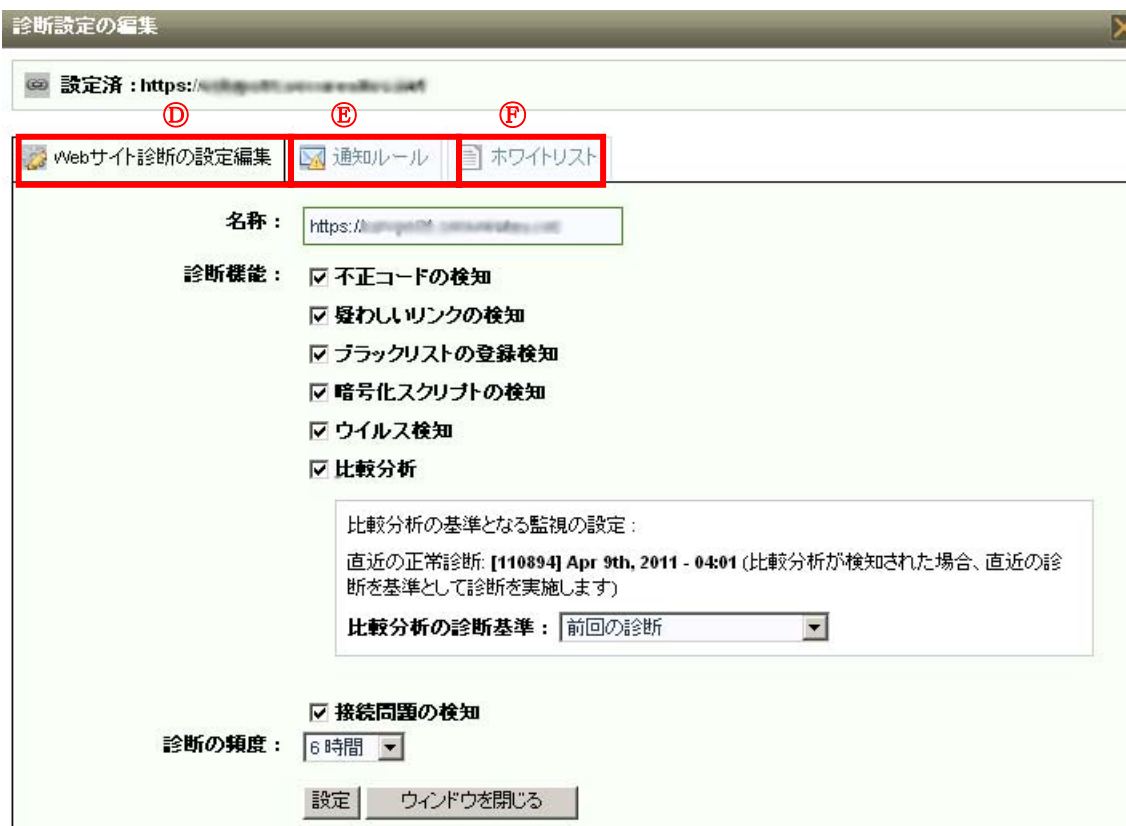 診断設定の編集
設定済 : https:/
Ⓓ Ⓔ Ⓕ
Webサイト診断の設定編集 通知ルール ホワイトリスト
名称 : https:/
診断機能 : 不正コードの検知
疑わしいリンクの検知
ブラックリストの登録検知
暗号化スクリプトの検知
ウイルス検知
比較分析
比較分析の基準となる監視の設定 :
直近の正常診断: [110894] Apr 9th, 2011 - 04:01 (比較分析が検知された場合、直近の診
断を基準として診断を実施します)
比較分析の診断基準 : 前回の診断
接続問題の検知
診断の頻度 : 6 時間
設定 ウィンドウを閉じる